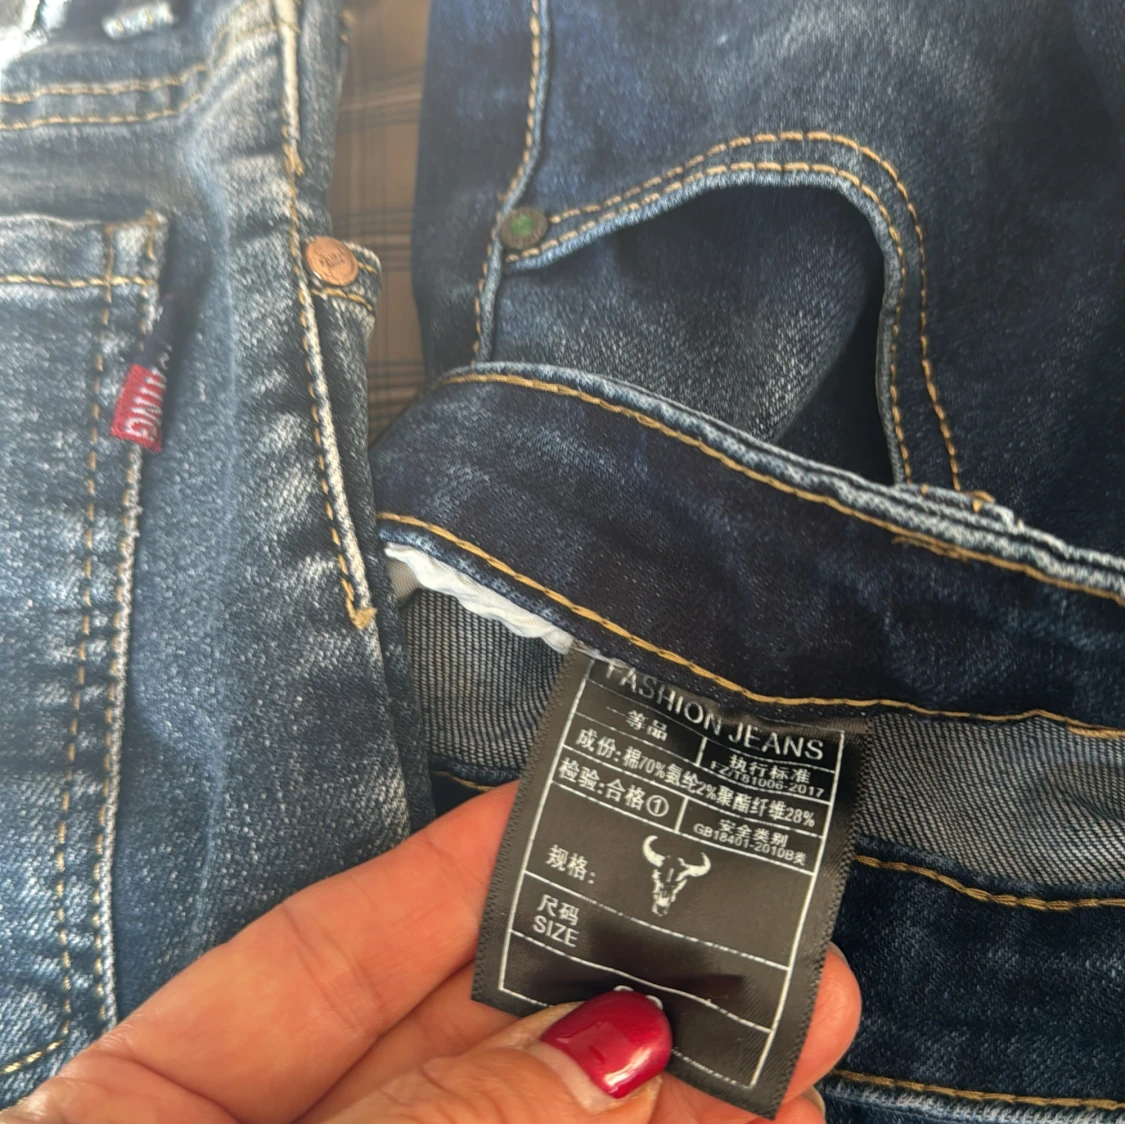 FASHION JEANS
等品
执行标准
FZ/T81006-2017
成份:棉70%氨纶2%聚酯纤维28%
检验:合格①
安全类别
GB18401-2010B类
规格:
尺码
SIZE